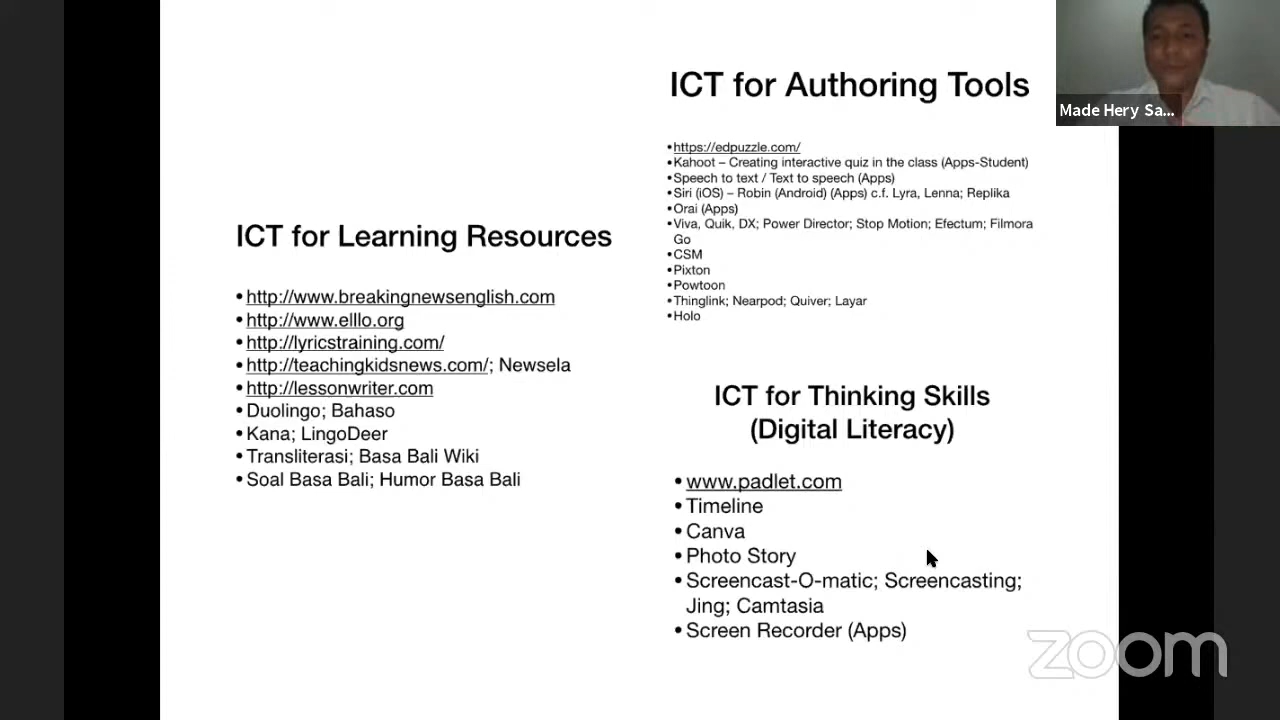 ICT for Learning Resources
•http://www.breakingnewsenglish.com
•http://www.elllo.org
•http://lyricstraining.com/
•http://teachingkidsnews.com/; Newsela
•http://lessonwriter.com
•Duolingo; Bahaso
•Kana; LingoDeer
•Transliterasi; Basa Bali Wiki
•Soal Basa Bali; Humor Basa Bali
ICT for Authoring Tools
•https://edpuzzle.com/
•Kahoot – Creating interactive quiz in the class (Apps-Student)
•Speech to text / Text to speech (Apps)
•Siri (iOS) – Robin (Android) (Apps) c.f. Lyra, Lenna; Replika
•Orai (Apps)
•Viva, Quik, DX; Power Director; Stop Motion; Efectum; Filmora
Go
•CSM
•Pixton
•Powtoon
•Thinglink; Nearpod; Quiver; Layar
•Holo
ICT for Thinking Skills
(Digital Literacy)
•www.padlet.com
•Timeline
•Canva
•Photo Story
•Screencast-O-matic; Screencasting;
Jing; Camtasia
•Screen Recorder (Apps)
Made Hery Sa...
zoom